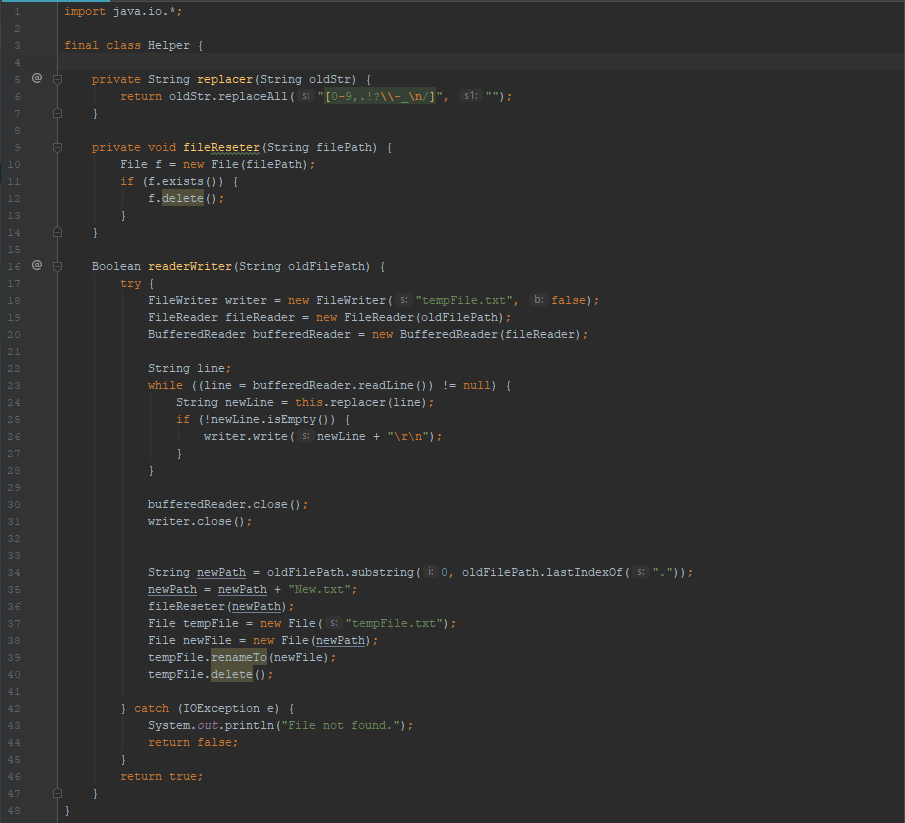 1 import java.io.*;
2
3 final class Helper {
4
5 @ private String replacer(String oldStr) {
6 return oldStr.replaceAll( s: "[0-9,.!?\\-_\n/]", s1: "");
7 }
8
9 private void fileReseter(String filePath) {
10 File f = new File(filePath);
11 if (f.exists()) {
12 f.delete();
13 }
14 }
15
16 @ Boolean readerWriter(String oldFilePath) {
17 try {
18 FileWriter writer = new FileWriter( s: "tempFile.txt", b: false);
19 FileReader fileReader = new FileReader(oldFilePath);
20 BufferedReader bufferedReader = new BufferedReader(fileReader);
21
22 String line;
23 while ((line = bufferedReader.readLine()) != null) {
24 String newLine = this.replacer(line);
25 if (!newLine.isEmpty()) {
26 writer.write( s: newLine + "\r\n");
27 }
28 }
29
30 bufferedReader.close();
31 writer.close();
32
33
34 String newPath = oldFilePath.substring( i: 0, oldFilePath.lastIndexOf( s: "."));
35 newPath = newPath + "New.txt";
36 fileReseter(newPath);
37 File tempFile = new File( s: "tempFile.txt");
38 File newFile = new File(newPath);
39 tempFile.renameTo(newFile);
40 tempFile.delete();
41
42 } catch (IOException e) {
43 System.out.println("File not found.");
44 return false;
45 }
46 return true;
47 }
48 }